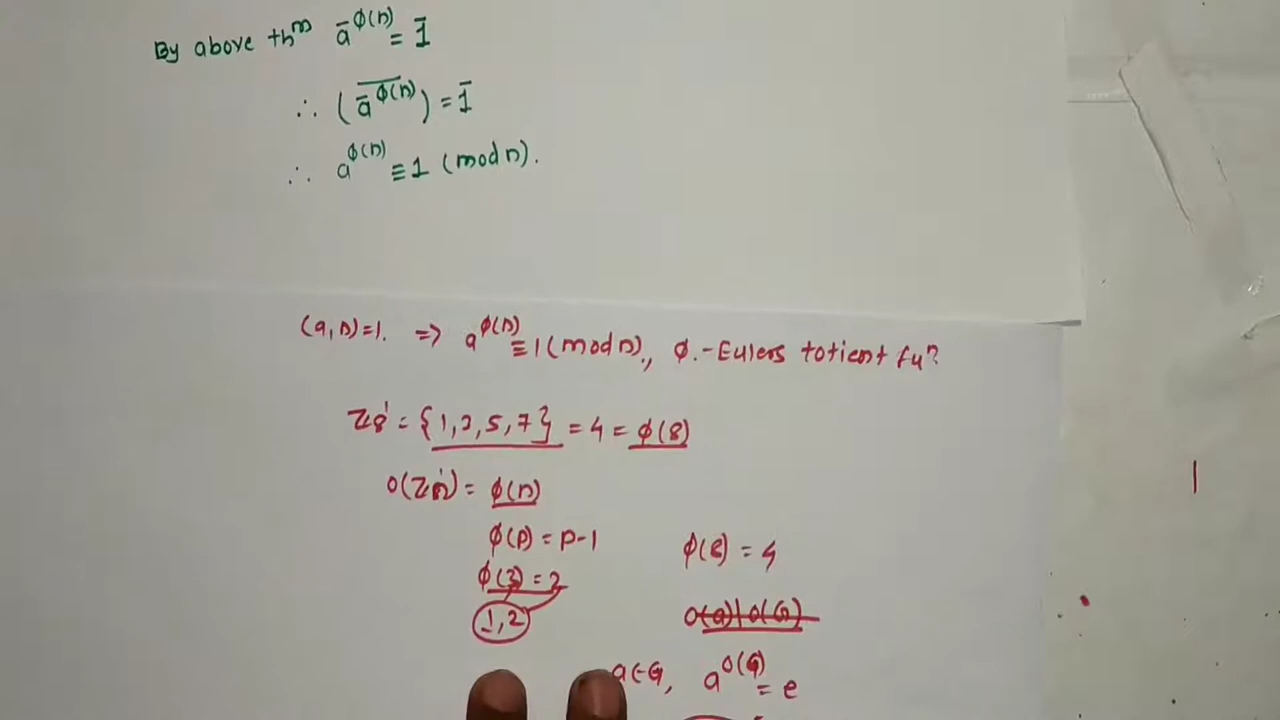 By above thm ā^ϕ(n) = 1̄
∴ (ā^ϕ(n)) = 1̄
∴ a^ϕ(n) ≡ 1 (mod n).
(a, n) = 1. ⇒ a^ϕ(n) ≡ 1 (mod n)., ϕ.-Eulers totient fun
Z8' = {1, 2, 5, 7} = 4 = ϕ(8)
o(Zn') = ϕ(n)
ϕ(p) = p-1
ϕ(8) = 4
ϕ(3) = 2
1, 2
o(a) | o(G)
a ∈ G, a^o(G) = e